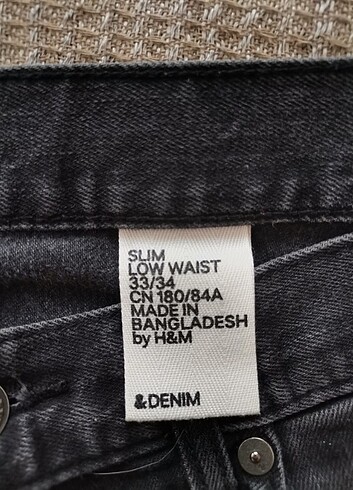 SLIM
LOW WAIST
33/34
CN 180/84A
MADE IN
BANGLADESH
by H&M
&DENIM